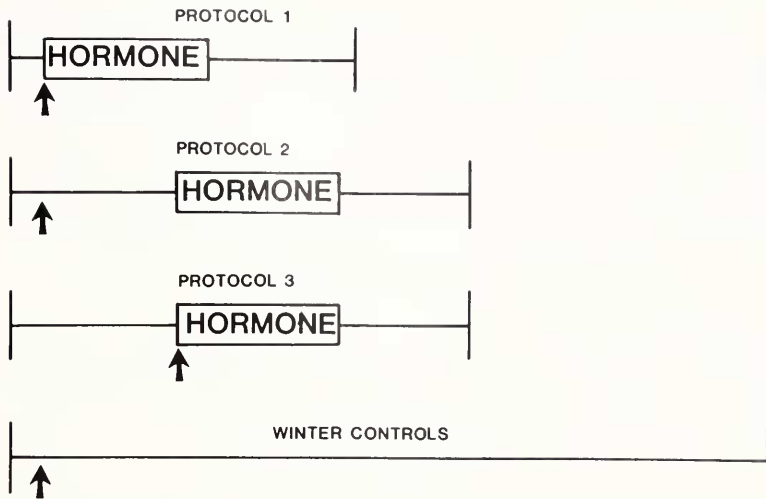 PROTOCOL 1
HORMONE
PROTOCOL 2
HORMONE
PROTOCOL 3
HORMONE
WINTER CONTROLS